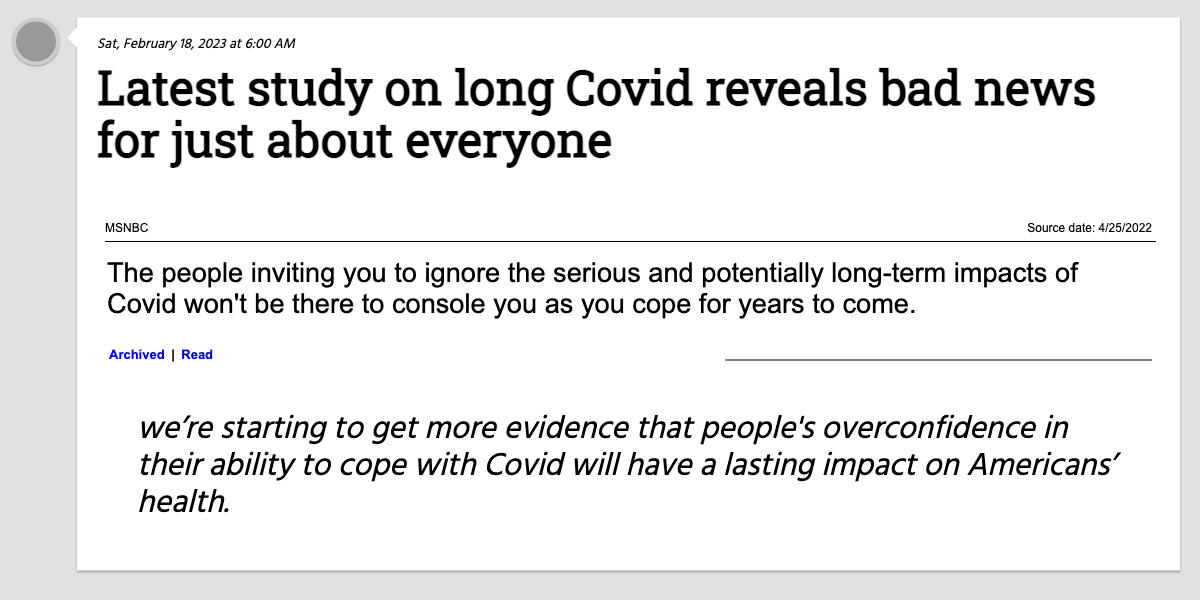 Sat, February 18, 2023 at 6:00 AM
Latest study on long Covid reveals bad news
for just about everyone
MSNBC
Source date: 4/25/2022
The people inviting you to ignore the serious and potentially long-term impacts of
Covid won't be there to console you as you cope for years to come.
Archived | Read
we’re starting to get more evidence that people's overconfidence in
their ability to cope with Covid will have a lasting impact on Americans’
health.